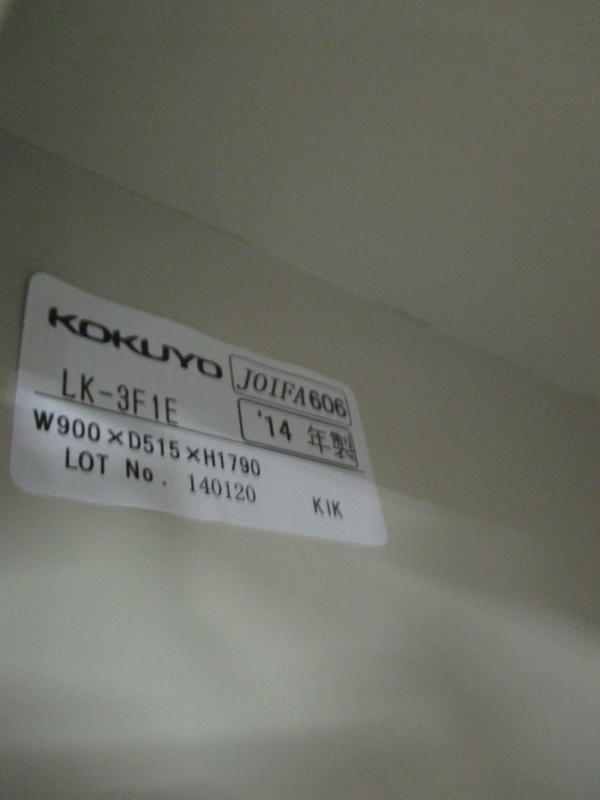 KOKUYO JOIFA606
LK-3F1E '14 年製
W900×D515×H1790
LOT No. 140120 KIK